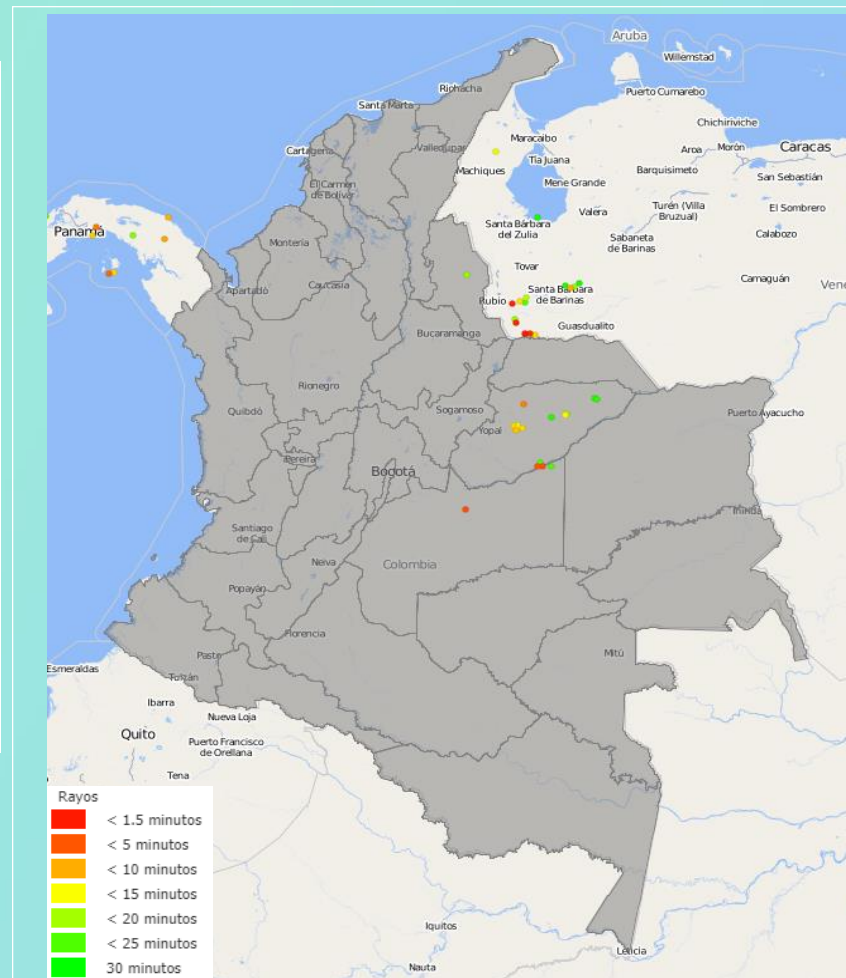 Aruba
Willemstad
Riohacha
Puerto Cumarebo
Santa Marta
Chichiriviche
Maracaibo
Cartagena
Valledupar
Tía Juana
Aroa
Morón
Caracas
Machiques
Barquisimeto
San Sebastián
El Carmen
de Bolívar
Mene Grande
Turén (Villa
Bruzual)
El Sombrero
Valera
Panamá
Santa Bárbara
del Zulia
Sabaneta
de Barinas
Calabozo
Montería
Tovar
Camaguán
Apartadó
Caucasia
Rubio
Santa Bárbara
de Barinas
Vene
Guasdualito
Bucaramanga
Rionegro
Quibdó
Sogamoso
Puerto Ayacucho
Yopal
Pereira
Bogotá
Inírida
Santiago
de Cali
Neiva
Colombia
Popayán
Florencia
Mitú
Esmeraldas
Pasto
Tulcán
Ibarra
Nueva Loja
Quito
Puerto Francisco
de Orellana
Tena
Rayos
< 1.5 minutos
< 5 minutos
< 10 minutos
< 15 minutos
< 20 minutos
< 25 minutos
30 minutos
Iquitos
Leticia
Nauta